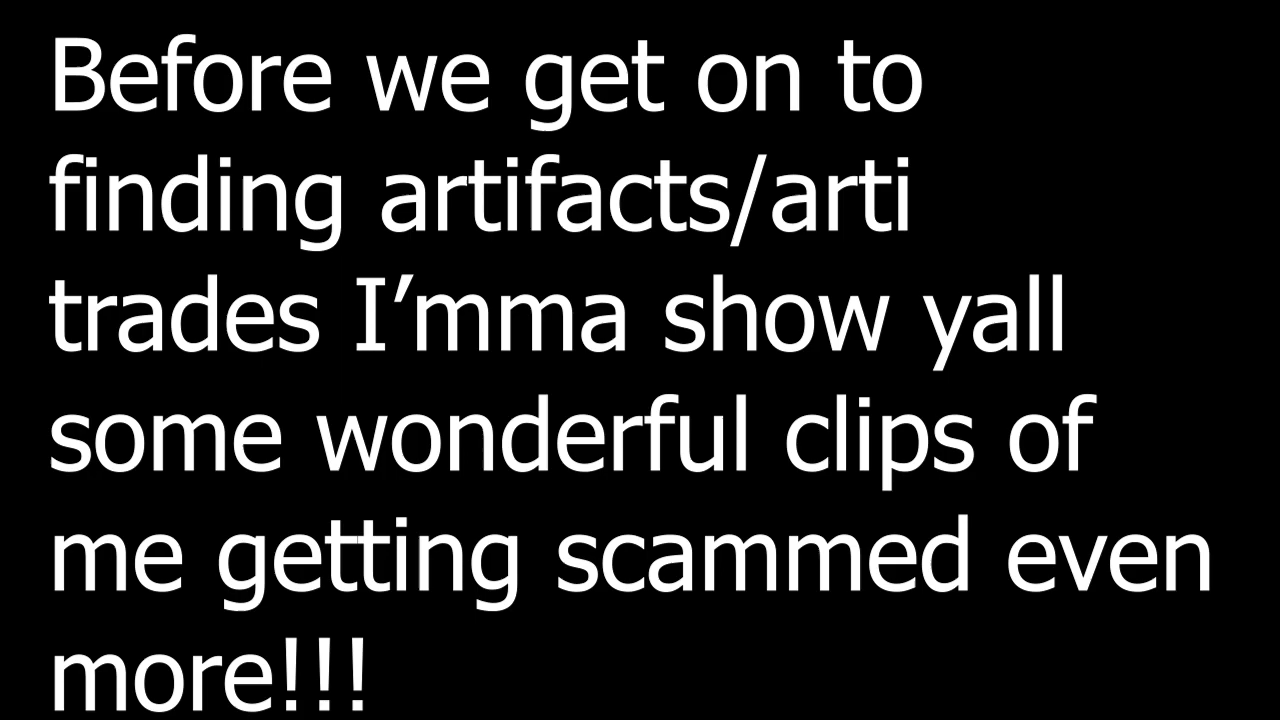 Before we get on to
finding artifacts/arti
trades I’mma show yall
some wonderful clips of
me getting scammed even
more!!!